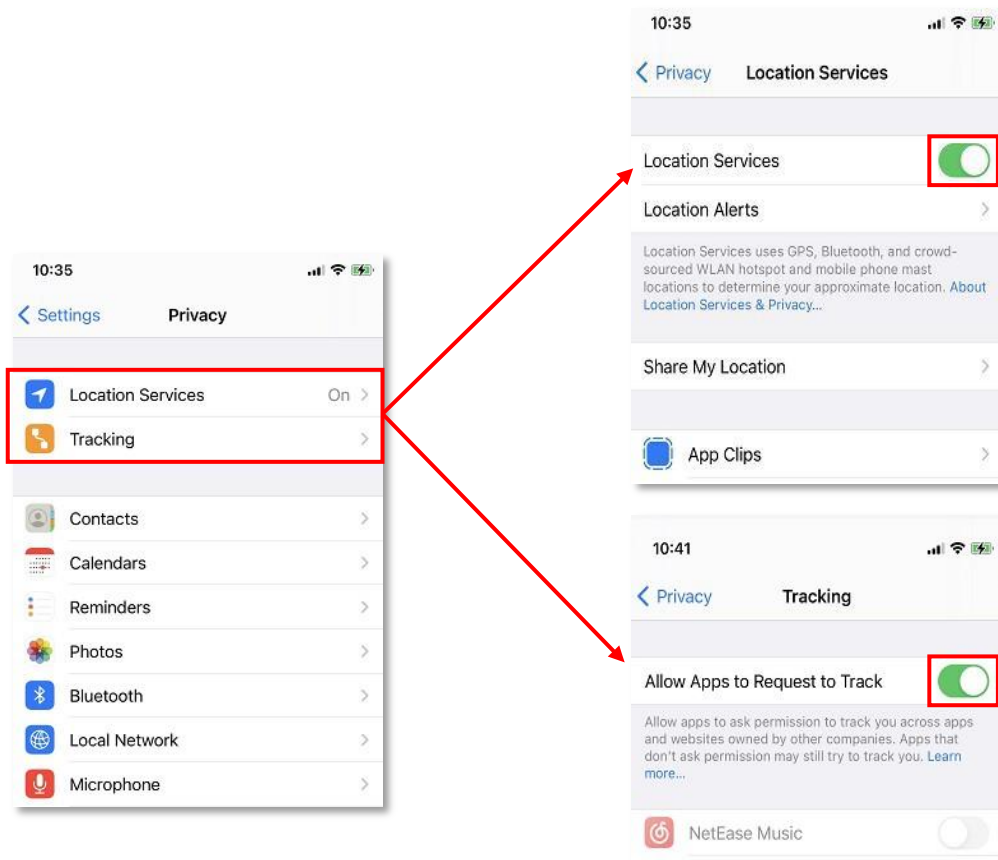 10:35
Settings Privacy
Location Services On
Tracking
Contacts
Calendars
Reminders
Photos
Bluetooth
Local Network
Microphone
10:35
Privacy Location Services
Location Services
Location Alerts
Location Services uses GPS, Bluetooth, and crowd-
sourced WLAN hotspot and mobile phone mast
locations to determine your approximate location. About
Location Services & Privacy...
Share My Location
App Clips
10:41
Privacy Tracking
Allow Apps to Request to Track
Allow apps to ask permission to track you across apps
and websites owned by other companies. Apps that
don't ask permission may still try to track you. Learn
more...
NetEase Music